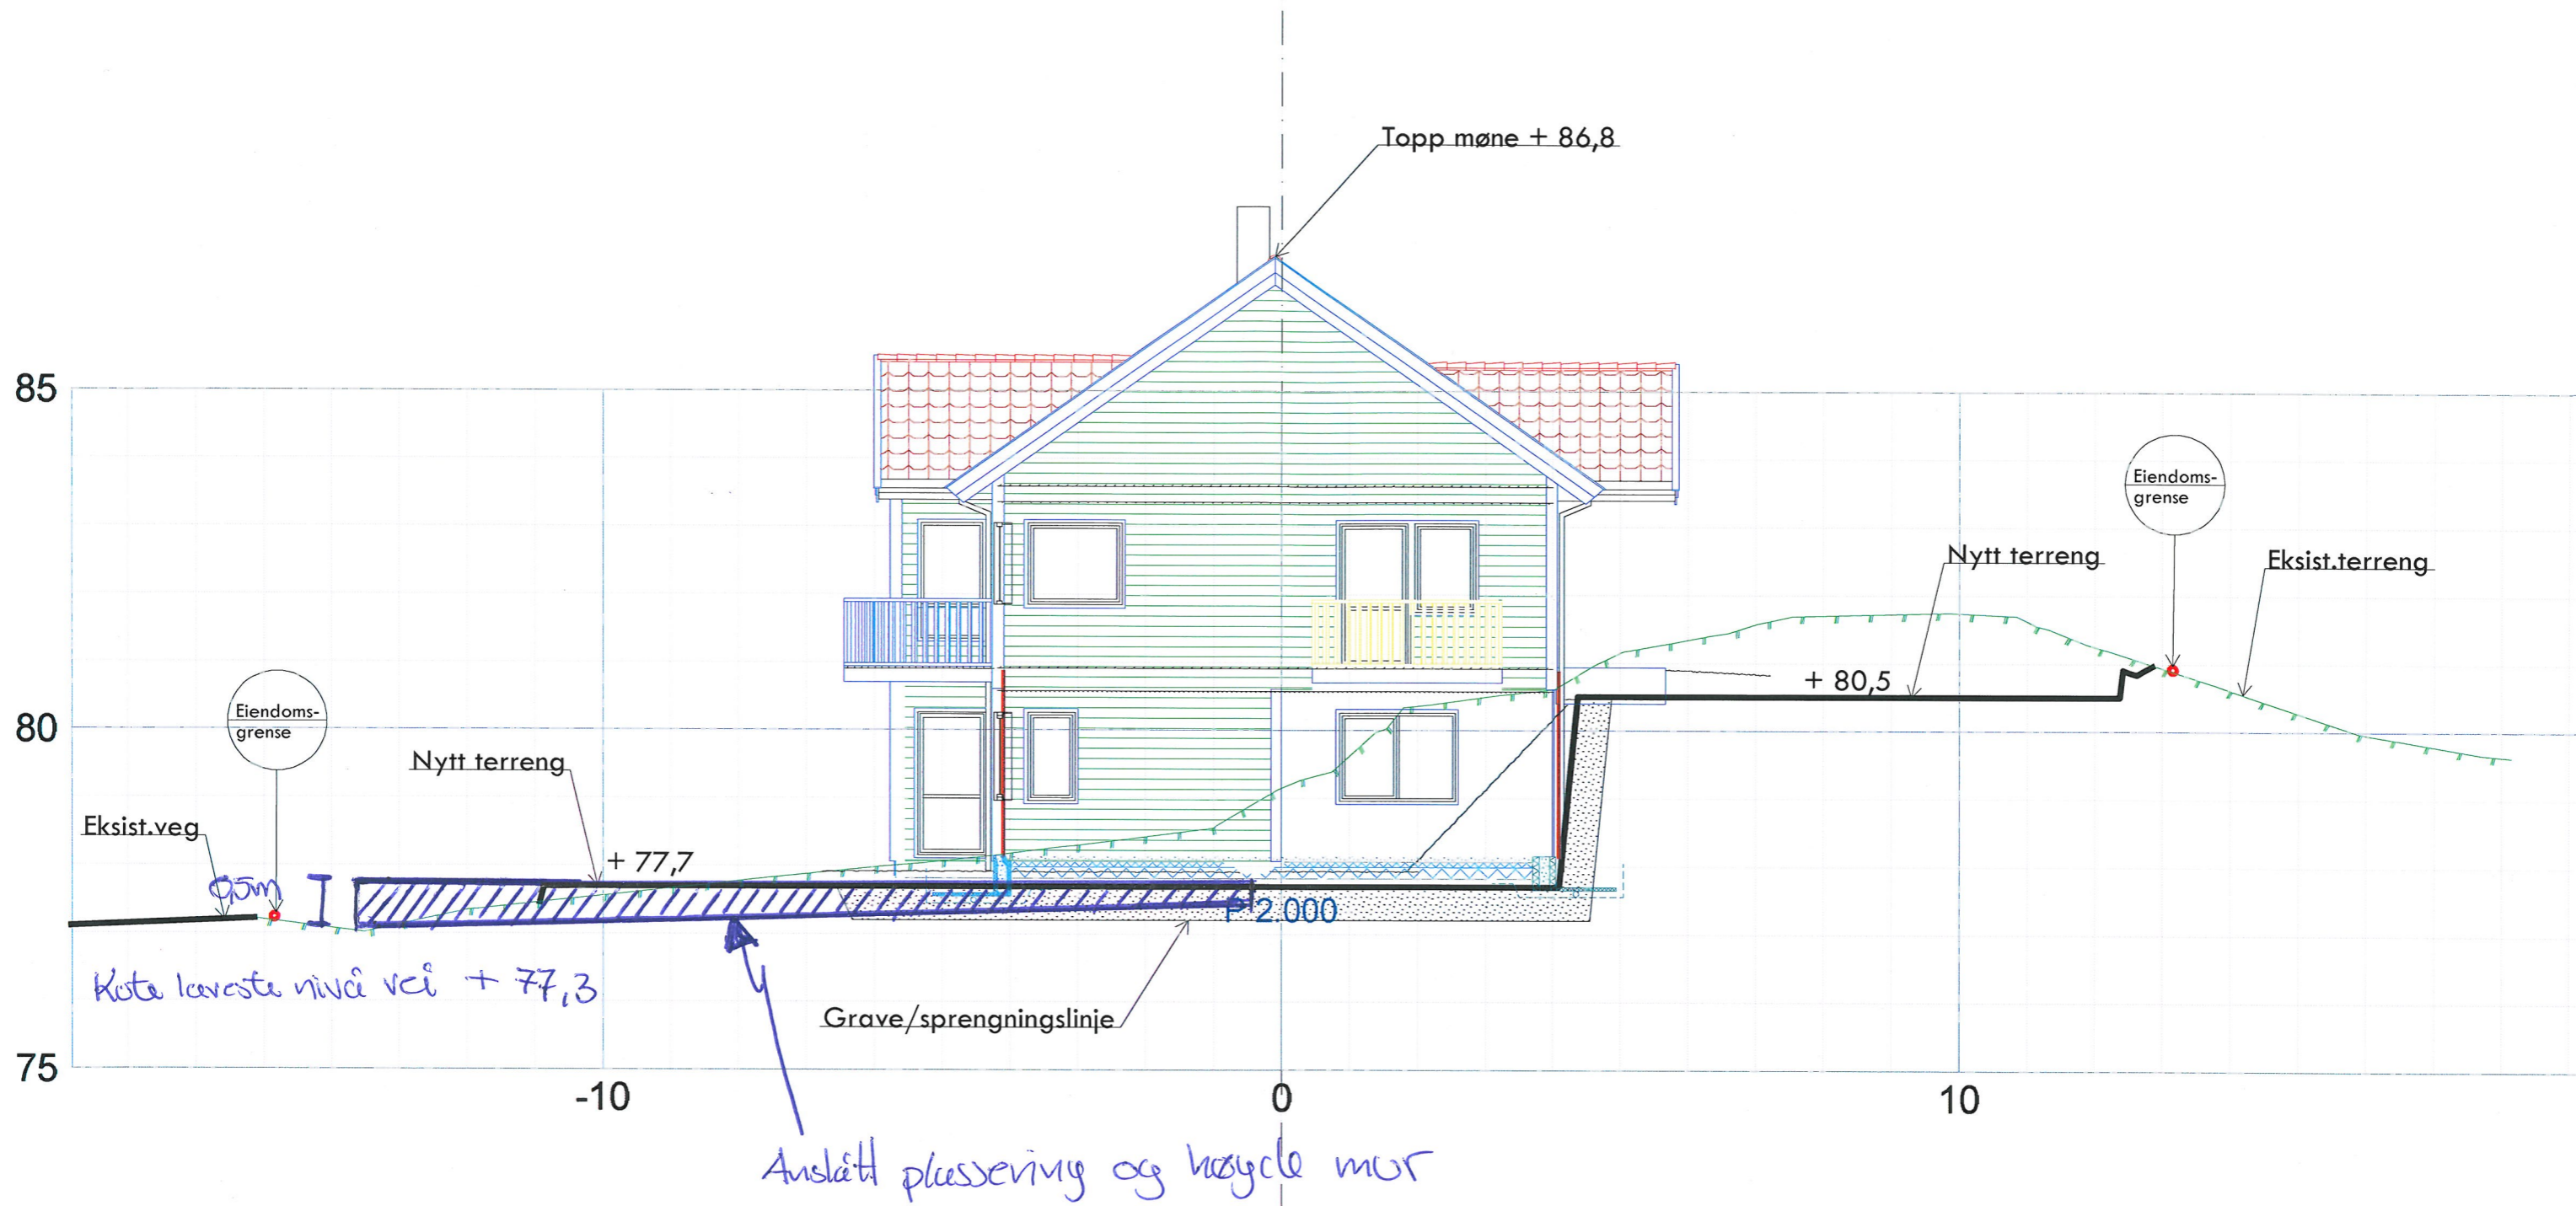 Topp møne + 86,8
85
Eiendoms-
grense
Nytt terreng
Eksist.terreng
+ 80,5
80
Eiendoms-
grense
Nytt terreng
Eksist.veg
+ 77,7
0,5m
P 2.000
Kote laveste nivå vei + 77,3
Grave/sprengningslinje
75
-10
0
10
Anslått plassering og høyde mur